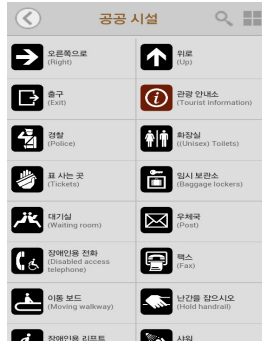 공공 시설
오른쪽으로
(Right)
위로
(Up)
출구
(Exit)
관광 안내소
(Tourist information)
경찰
(Police)
화장실
((Unisex) Toilets)
표 사는 곳
(Tickets)
임시 보관소
(Baggage lockers)
대기실
(Waiting room)
우체국
(Post)
장애인용 전화
(Disabled access
telephone)
팩스
(Fax)
이동 보드
(Moving walkway)
난간을 잡으시오
(Hold handrail)
장애인용 리프트
샤워